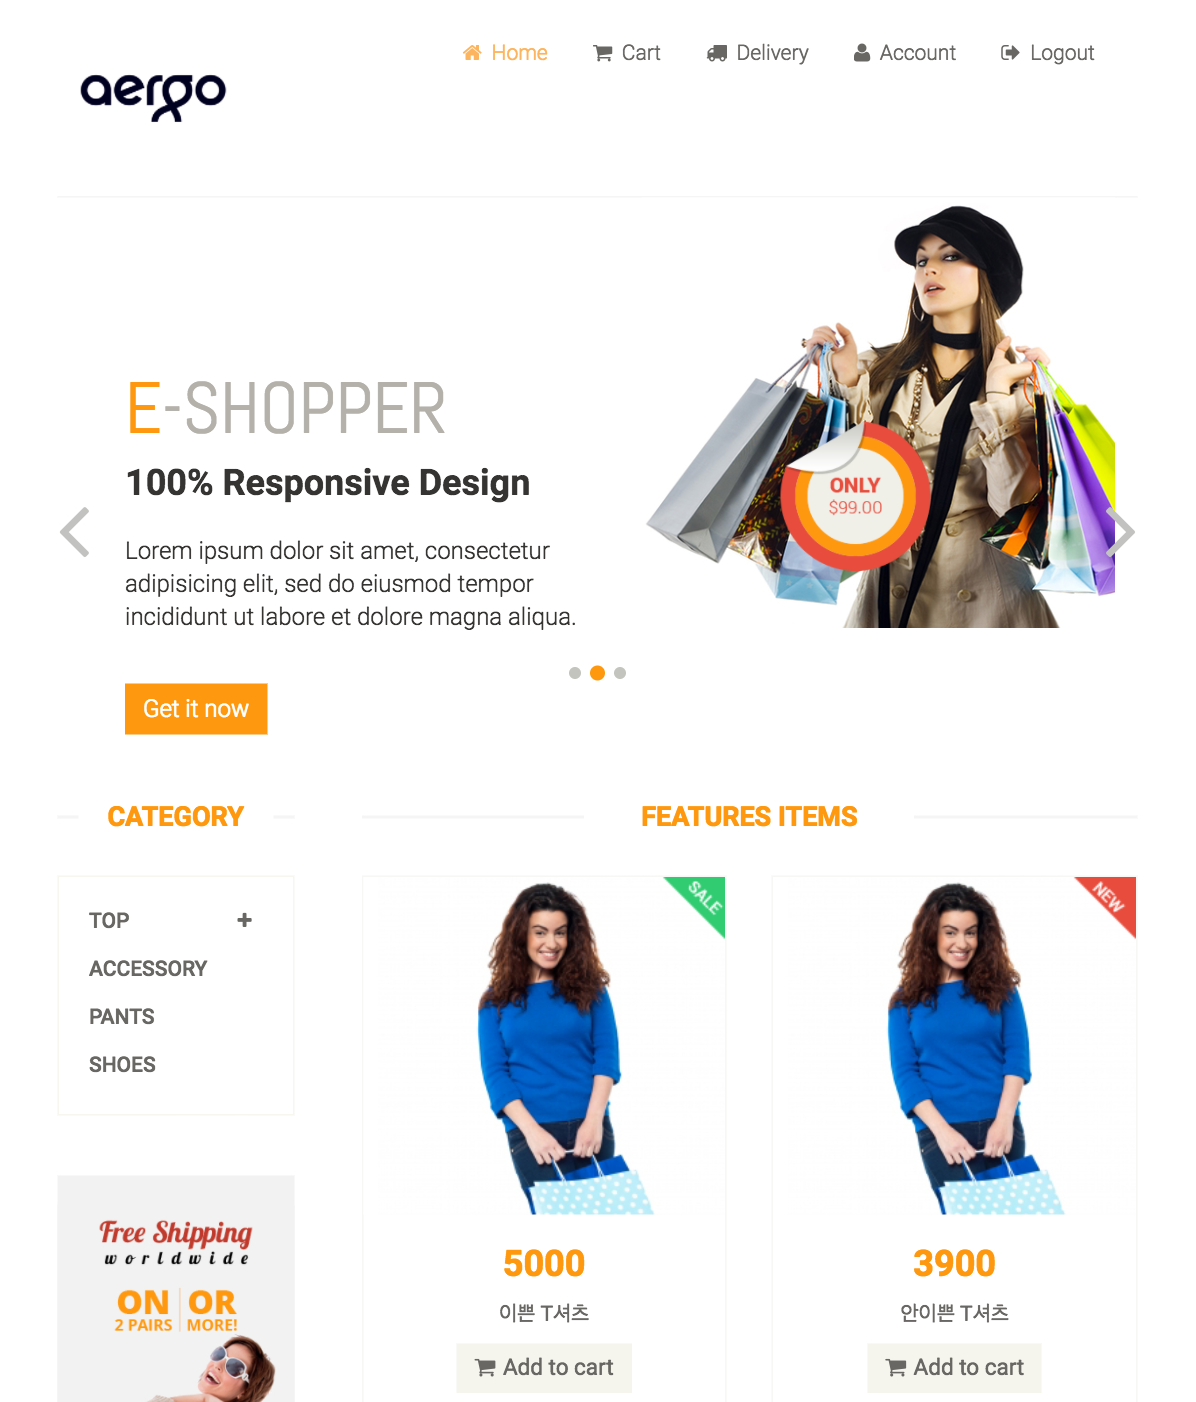 aergo
Home Cart Delivery Account Logout
E-SHOPPER
100% Responsive Design
Lorem ipsum dolor sit amet, consectetur
adipisicing elit, sed do eiusmod tempor
incididunt ut labore et dolore magna aliqua.
Get it now
ONLY
$99.00
CATEGORY
TOP
ACCESSORY
PANTS
SHOES
Free Shipping
worldwide
ON OR
2 PAIRS MORE!
FEATURES ITEMS
SALE
5000
이쁜 T셔츠
Add to cart
NEW
3900
안이쁜 T셔츠
Add to cart